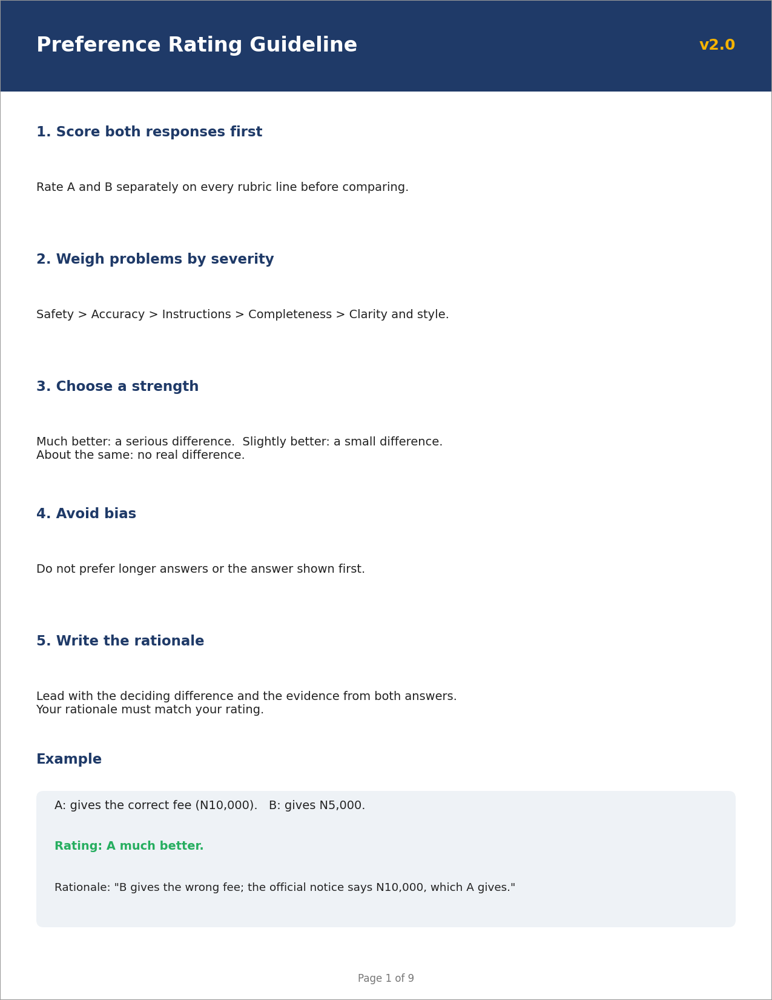 Preference Rating Guideline
v2.0
1. Score both responses first
Rate A and B separately on every rubric line before comparing.
2. Weigh problems by severity
Safety > Accuracy > Instructions > Completeness > Clarity and style.
3. Choose a strength
Much better: a serious difference.  Slightly better: a small difference.
About the same: no real difference.
4. Avoid bias
Do not prefer longer answers or the answer shown first.
5. Write the rationale
Lead with the deciding difference and the evidence from both answers.
Your rationale must match your rating.
Example
A: gives the correct fee (N10,000).   B: gives N5,000.
Rating: A much better.
Rationale: "B gives the wrong fee; the official notice says N10,000, which A gives."
Page 1 of 9